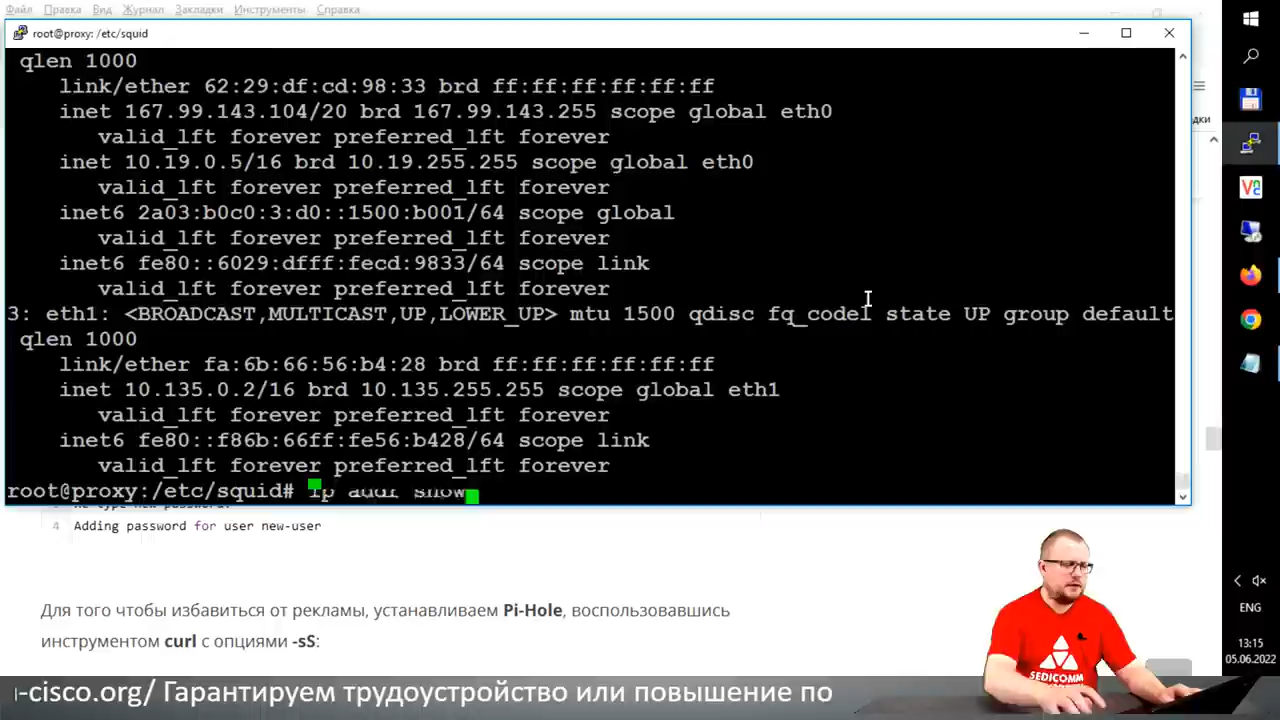 Файл Правка Вид Журнал Закладки Инструменты Справка
root@proxy: /etc/squid
qlen 1000
link/ether 62:29:df:cd:98:33 brd ff:ff:ff:ff:ff:ff
inet 167.99.143.104/20 brd 167.99.143.255 scope global eth0
valid_lft forever preferred_lft forever
inet 10.19.0.5/16 brd 10.19.255.255 scope global eth0
valid_lft forever preferred_lft forever
inet6 2a03:b0c0:3:d0::1500:b001/64 scope global
valid_lft forever preferred_lft forever
inet6 fe80::6029:dfff:fecd:9833/64 scope link
valid_lft forever preferred_lft forever
3: eth1: <BROADCAST,MULTICAST,UP,LOWER_UP> mtu 1500 qdisc fq_codel state UP group default
qlen 1000
link/ether fa:6b:66:56:b4:28 brd ff:ff:ff:ff:ff:ff
inet 10.135.0.2/16 brd 10.135.255.255 scope global eth1
valid_lft forever preferred_lft forever
inet6 fe80::f86b:66ff:fe56:b428/64 scope link
valid_lft forever preferred_lft forever
root@proxy:/etc/squid# ip addr show
4 Adding password for user new-user
Для того чтобы избавиться от рекламы, устанавливаем Pi-Hole, воспользовавшись
инструментом curl с опциями -sS:
ENG
13:15
05.06.2022
SEDICOMM
-cisco.org/ Гарантируем трудоустройство или повышение по